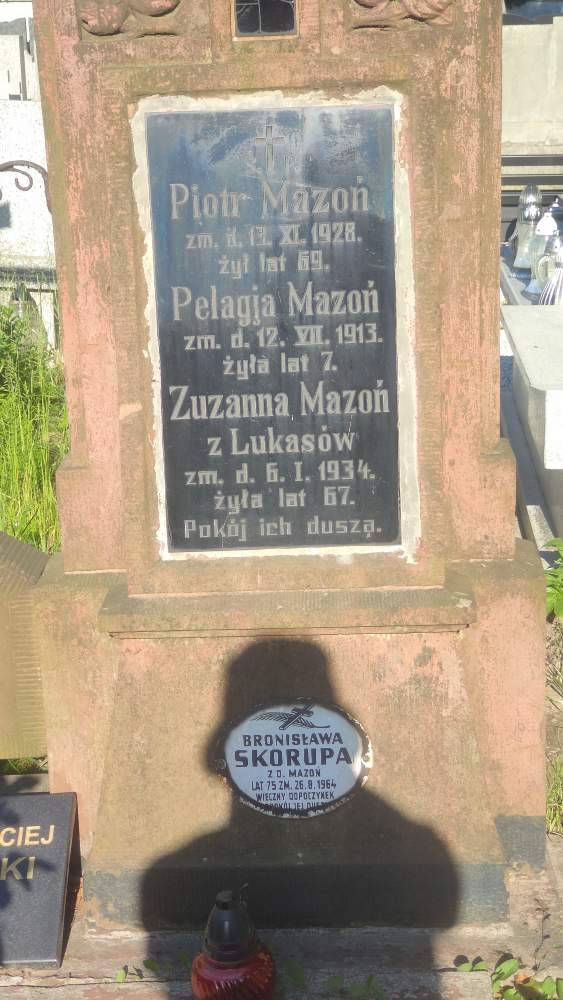 Piotr Mazoń
zm. d. 13. XI. 1928.
żył lat 69.
Pelagja Mazoń
zm. d. 12. VII. 1913.
żyła lat 7.
Zuzanna Mazoń
z Lukasów
zm. d. 6. I. 1934.
żyła lat 67.
Pokój ich duszą.
BRONISŁAWA
SKORUPA
Z D. MAZOŃ
LAT 75 ZM. 26.8.1964
WIECZNY ODPOCZYNEK